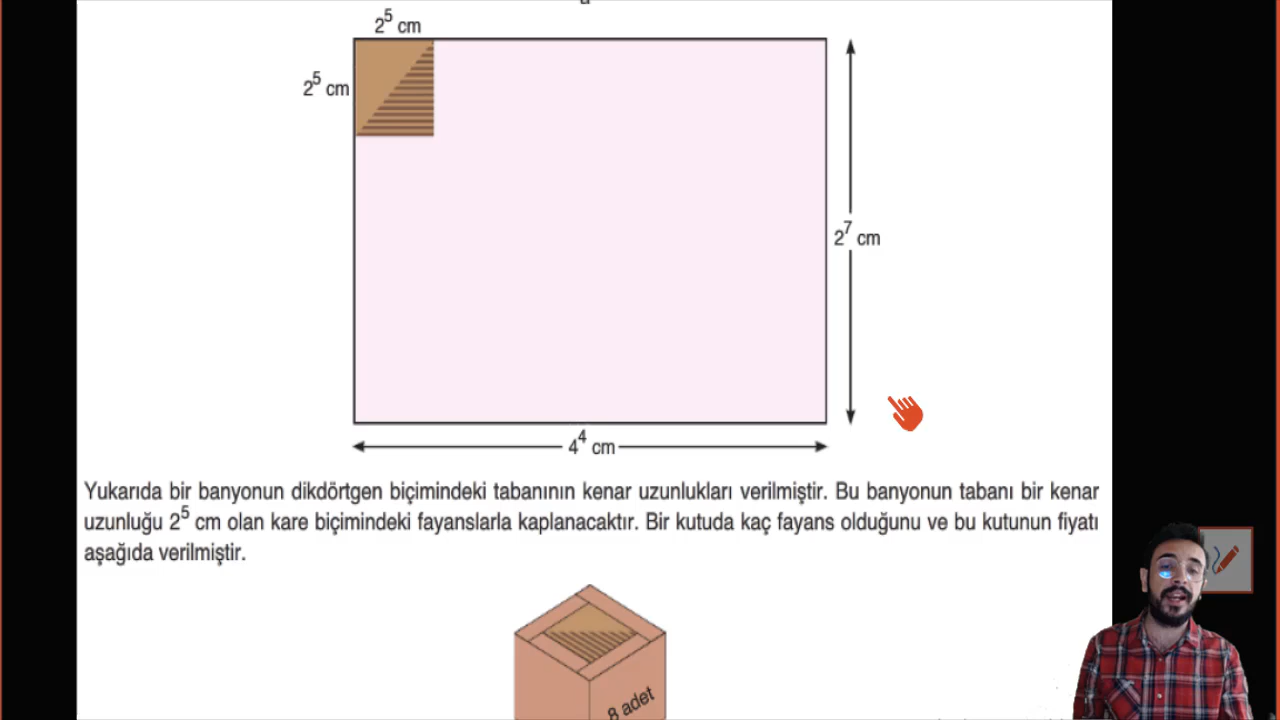 2⁵ cm
2⁵ cm
2⁷ cm
4⁴ cm
Yukarıda bir banyonun dikdörtgen biçimindeki tabanının kenar uzunlukları verilmiştir. Bu banyonun tabanı bir kenar
uzunluğu 2⁵ cm olan kare biçimindeki fayanslarla kaplanacaktır. Bir kutuda kaç fayans olduğunu ve bu kutunun fiyatı
aşağıda verilmiştir.
8 adet